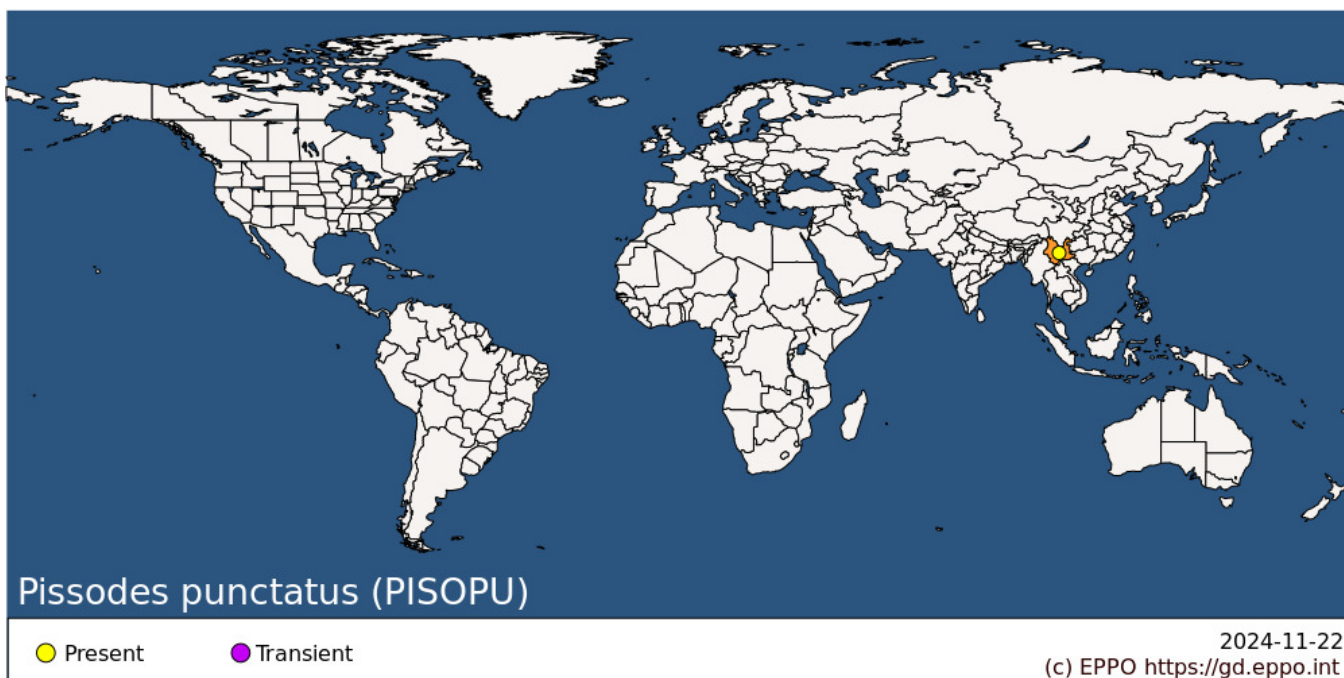 Pissodes punctatus (PISOPU)
Present
Transient
2024-11-22
(c) EPPO https://gd.eppo.int